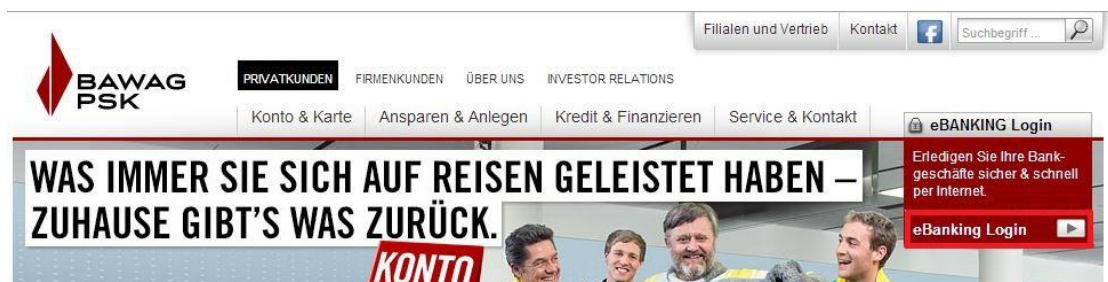 Filialen und Vertrieb Kontakt f Suchbegriff ...
BAWAG
PSK
PRIVATKUNDEN FIRMENKUNDEN ÜBER UNS INVESTOR RELATIONS
Konto & Karte Ansparen & Anlegen Kredit & Finanzieren Service & Kontakt
eBANKING Login
Erledigen Sie Ihre Bank-
geschäfte sicher & schnell
per Internet.
eBanking Login
WAS IMMER SIE SICH AUF REISEN GELEISTET HABEN –
ZUHAUSE GIBT'S WAS ZURÜCK.
KONTO